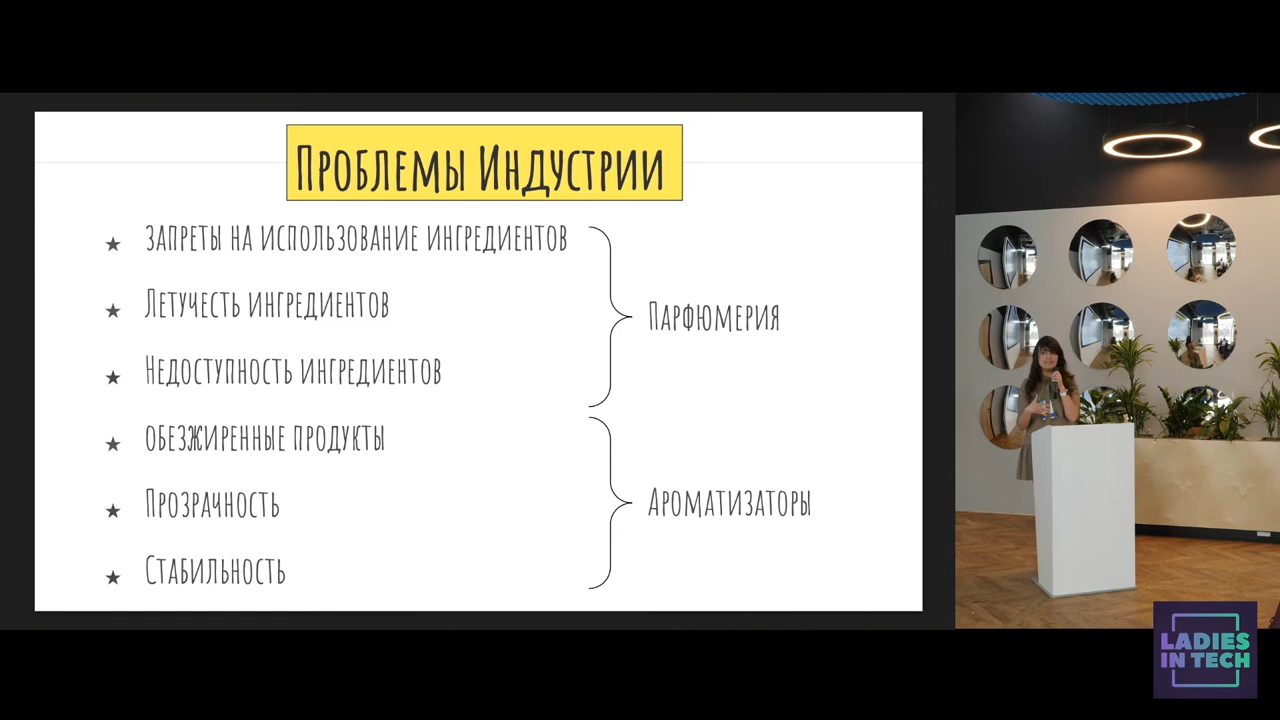 Проблемы Индустрии
запреты на использование ингредиентов
Летучесть ингредиентов
Недоступность ингредиентов
Парфюмерия
обезжиренные продукты
Прозрачность
Стабильность
Ароматизаторы
LADIES
IN TECH